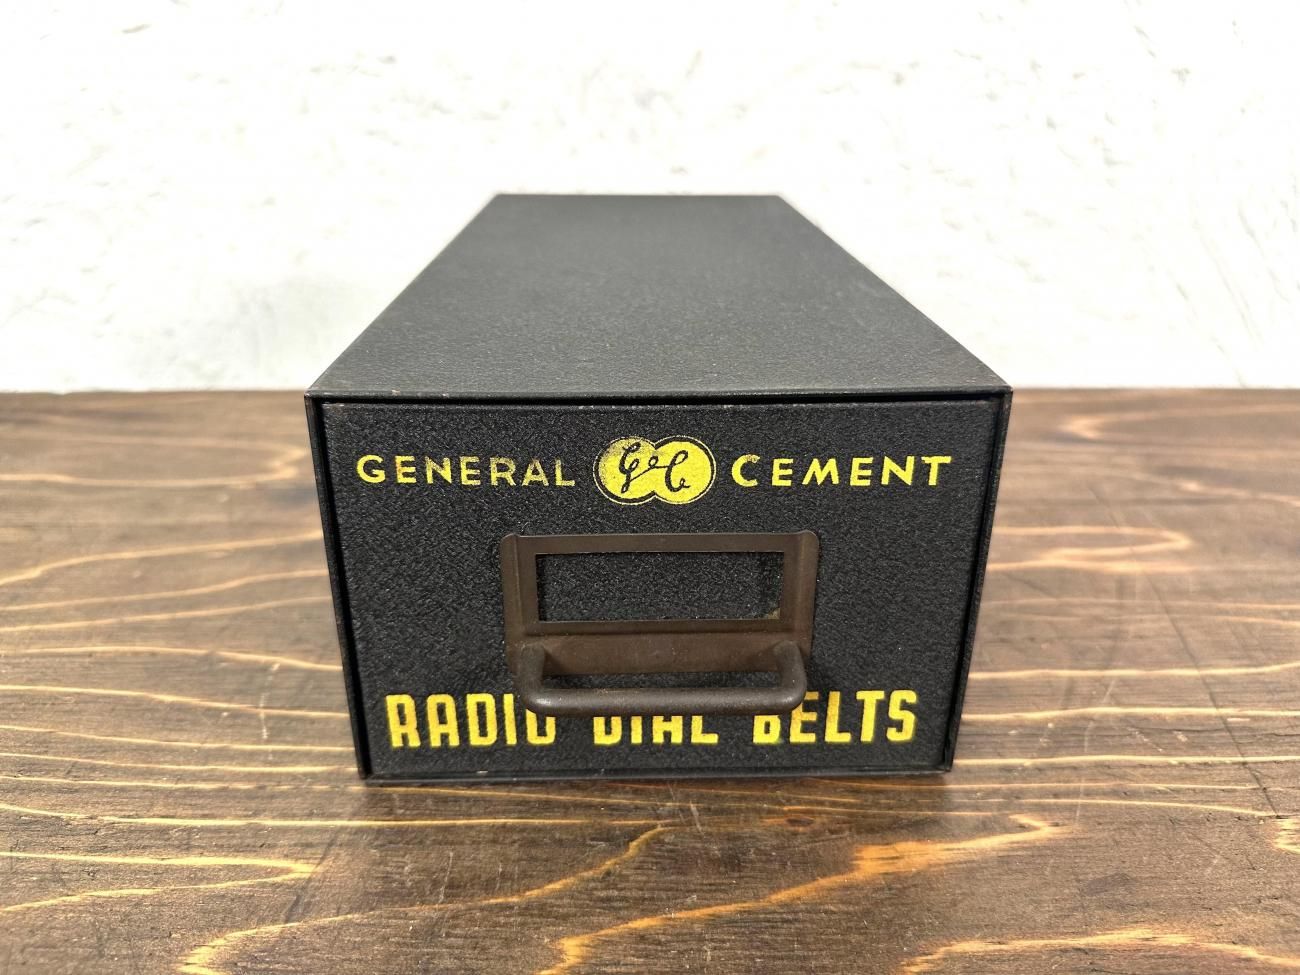 GENERAL G&C CEMENT
RADIO DIAL BELTS